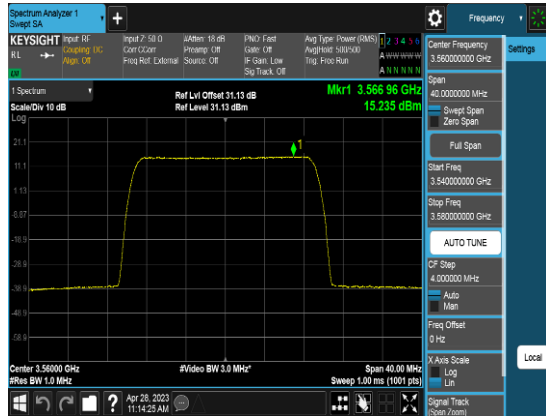 Spectrum Analyzer 1
Swept SA
+
Frequency
KEYSIGHT
RL
Input: RF
Coupling: DC
Align: Off
Input Z: 50 Ω
Corr CCorr
Freq Ref: External
#Atten: 18 dB
Preamp: Off
Source: Off
PNO: Fast
Gate: Off
IF Gain: Low
Sig Track: Off
Avg Type: Power (RMS)
Avg|Hold: 500/500
Trig: Free Run
1 2 3 4 5 6
A W W W W W
A N N N N N
1 Spectrum
Scale/Div 10 dB
Log
Ref Lvl Offset 31.13 dB
Ref Level 31.13 dBm
Mkr1 3.566 96 GHz
15.235 dBm
1
21.1
11.1
1.13
-8.87
-18.9
-28.9
-38.9
-48.9
-58.9
Center 3.56000 GHz
#Res BW 1.0 MHz
#Video BW 3.0 MHz*
Span 40.00 MHz
Sweep 1.00 ms (1001 pts)
Apr 28, 2023
11:14:25 AM
Center Frequency
3.560000000 GHz
Span
40.0000000 MHz
Swept Span
Zero Span
Full Span
Start Freq
3.540000000 GHz
Stop Freq
3.580000000 GHz
AUTO TUNE
CF Step
4.000000 MHz
Auto
Man
Freq Offset
0 Hz
X Axis Scale
Log
Lin
Signal Track
(Span Zoom)
Settings
Local